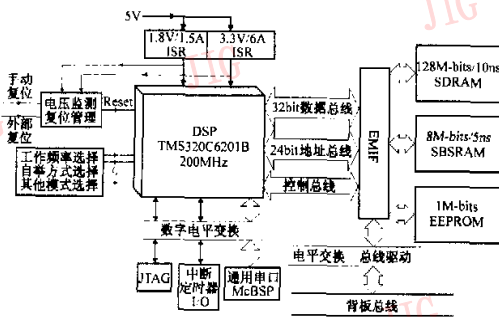 5V
1.8V/1.5A
ISR
3.3V/6A
ISR
手动
复位
外部
复位
电压监测
复位管理
Reset
工作频率选择
自举方式选择
其他模式选择
DSP
TMS320C6201B
200MHz
32bit数据总线
24bit地址总线
控制总线
EMIF
128M-bits/10ns
SDRAM
8M-bits/5ns
SBSRAM
1M-bits
EEPROM
数字电平变换
JTAG
中断
定时器
I/O
通用串口
McBSP
电平变换
总线驱动
背板总线
JIG
JIG
JIG
JIG